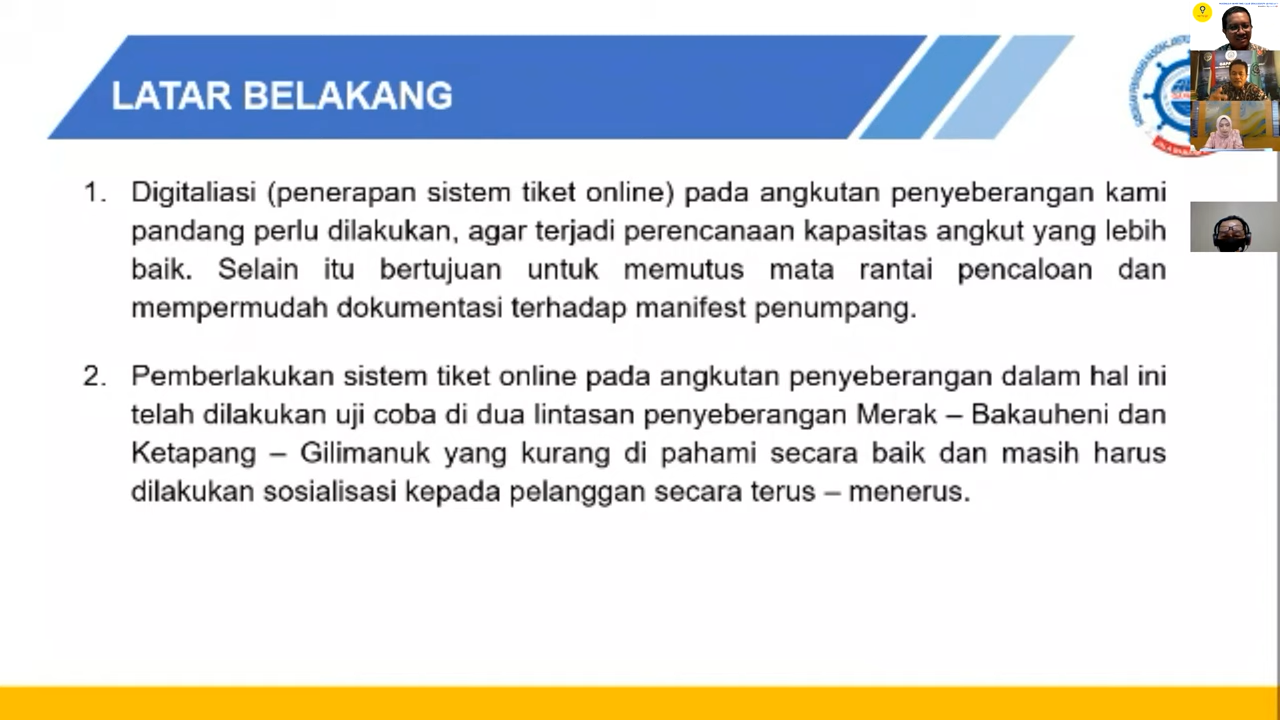 LATAR BELAKANG
1. Digitaliasi (penerapan sistem tiket online) pada angkutan penyeberangan kami
pandang perlu dilakukan, agar terjadi perencanaan kapasitas angkut yang lebih
baik. Selain itu bertujuan untuk memutus mata rantai pencaloan dan
mempermudah dokumentasi terhadap manifest penumpang.
2. Pemberlakukan sistem tiket online pada angkutan penyeberangan dalam hal ini
telah dilakukan uji coba di dua lintasan penyeberangan Merak – Bakauheni dan
Ketapang – Gilimanuk yang kurang di pahami secara baik dan masih harus
dilakukan sosialisasi kepada pelanggan secara terus – menerus.